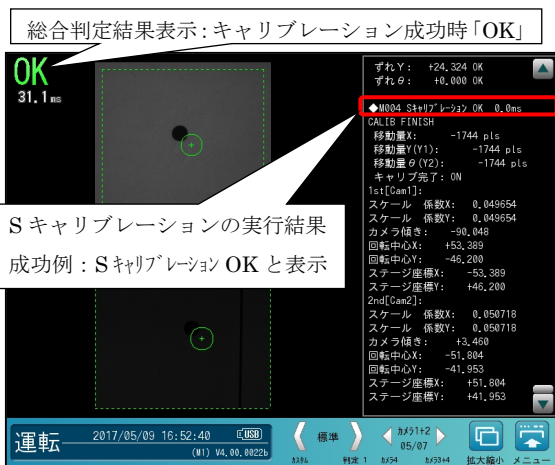 総合判定結果表示：キャリブレーション成功時「OK」
OK
31.1ms
ずれY: +24.324 OK
ずれθ: +0.000 OK
◆M004 Sｷｬﾘﾌﾞﾚｰｼｮﾝ OK 0.0ms
CALIB FINISH
移動量X: -1744 pls
移動量Y(Y1): -1744 pls
移動量θ(Y2): -1744 pls
キャリブ完了: ON
1st[Cam1]:
スケール 係数X: 0.049654
スケール 係数Y: 0.049654
カメラ傾き: -90.048
回転中心X: +53.389
回転中心Y: -46.200
ステージ座標X: -53.389
ステージ座標Y: +46.200
2nd[Cam2]:
スケール 係数X: 0.050718
スケール 係数Y: 0.050718
カメラ傾き: +3.460
回転中心X: -51.804
回転中心Y: -41.953
ステージ座標X: +51.804
ステージ座標Y: +41.953
S キャリブレーションの実行結果
成功例：S ｷｬﾘﾌﾞﾚｰｼｮﾝ OK と表示
運転
2017/05/09 16:52:40 USB
(M1) V4.00.0022b
標準
ｶｽﾀﾑ
判定 1
ｶﾒﾗ1+2
05/07
ｶﾒﾗ4
ｶﾒﾗ3+4
拡大縮小
メニュー